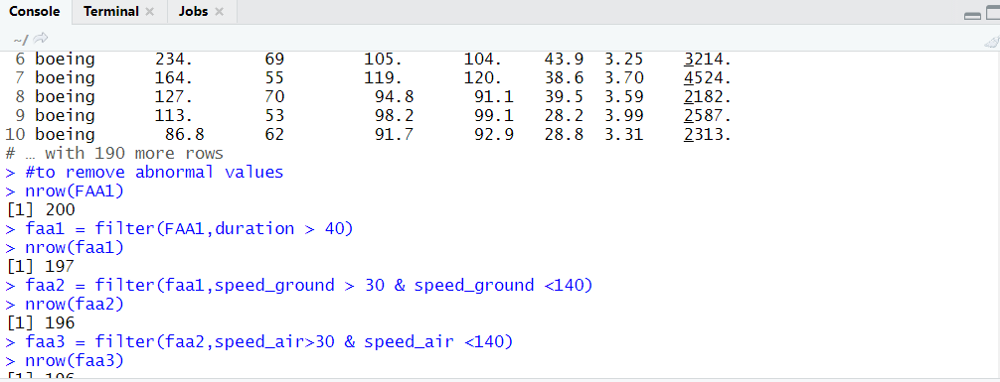 Console Terminal × Jobs ×
~/
6 boeing 234. 69 105. 104. 43.9 3.25 3214.
7 boeing 164. 55 119. 120. 38.6 3.70 4524.
8 boeing 127. 70 94.8 91.1 39.5 3.59 2182.
9 boeing 113. 53 98.2 99.1 28.2 3.99 2587.
10 boeing 86.8 62 91.7 92.9 28.8 3.31 2313.
# … with 190 more rows
> #to remove abnormal values
> nrow(FAA1)
[1] 200
> faa1 = filter(FAA1,duration > 40)
> nrow(faa1)
[1] 197
> faa2 = filter(faa1,speed_ground > 30 & speed_ground <140)
> nrow(faa2)
[1] 196
> faa3 = filter(faa2,speed_air>30 & speed_air <140)
> nrow(faa3)
[1] 196